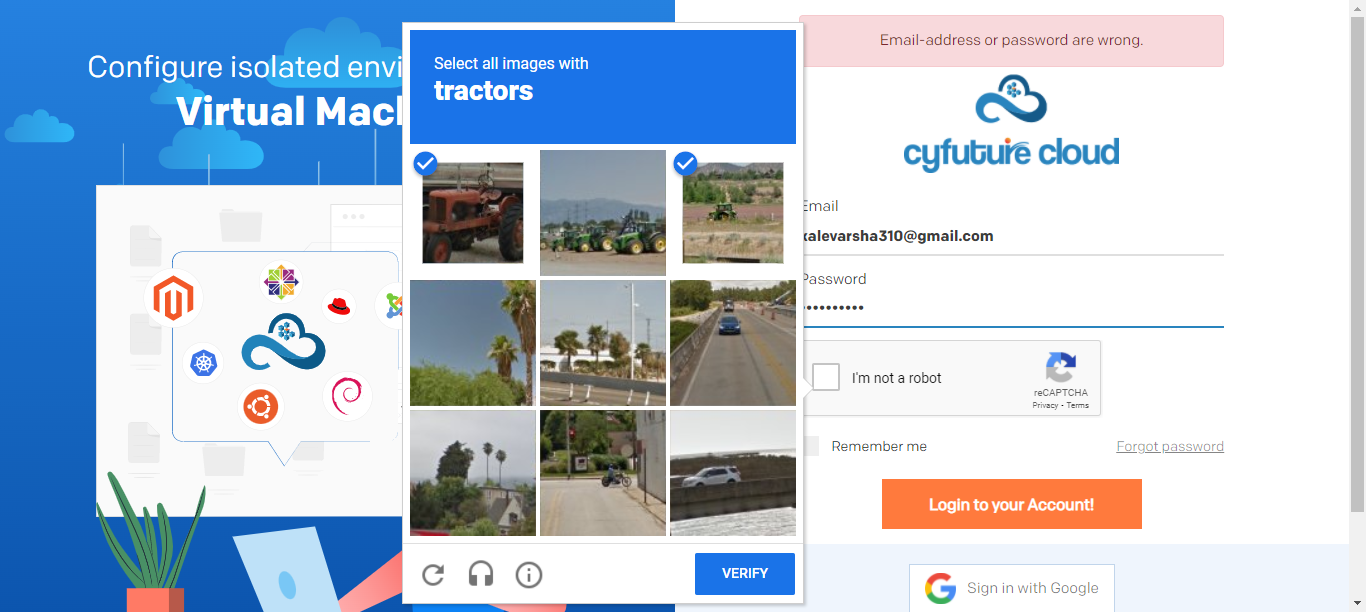 Configure isolated envi
Virtual Macl
Select all images with
tractors
VERIFY
Email-address or password are wrong.
cyfuture cloud
Email
kalevarsha310@gmail.com
Password
•••••••••
I'm not a robot
reCAPTCHA
Privacy - Terms
Remember me
Forgot password
Login to your Account!
Sign in with Google